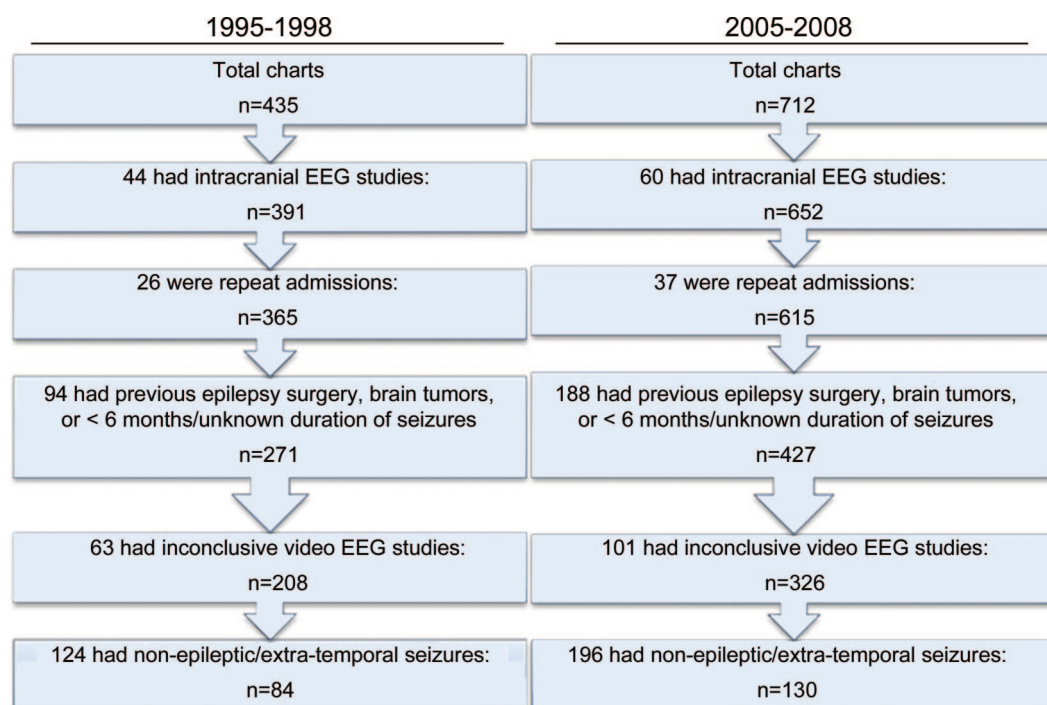 1995-1998
Total charts
n=435
44 had intracranial EEG studies:
n=391
26 were repeat admissions:
n=365
94 had previous epilepsy surgery, brain tumors,
or < 6 months/unknown duration of seizures
n=271
63 had inconclusive video EEG studies:
n=208
124 had non-epileptic/extra-temporal seizures:
n=84
2005-2008
Total charts
n=712
60 had intracranial EEG studies:
n=652
37 were repeat admissions:
n=615
188 had previous epilepsy surgery, brain tumors,
or < 6 months/unknown duration of seizures
n=427
101 had inconclusive video EEG studies:
n=326
196 had non-epileptic/extra-temporal seizures:
n=130